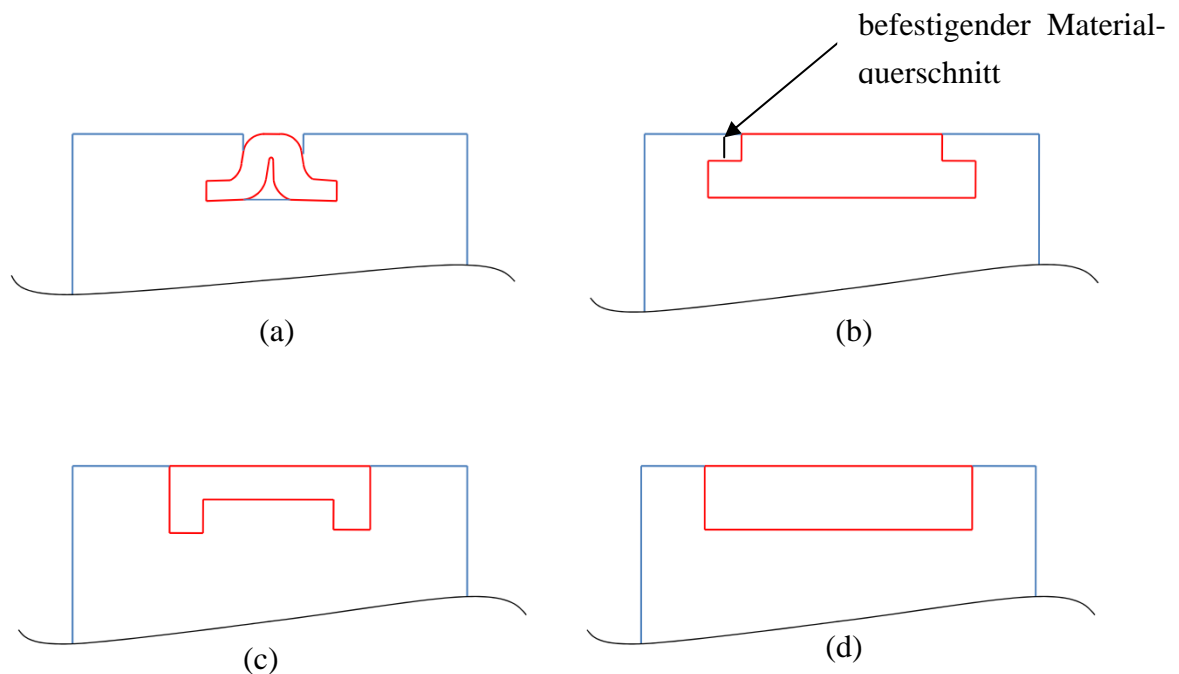 befestigender Material-
querschnitt
(a)
(b)
(c)
(d)